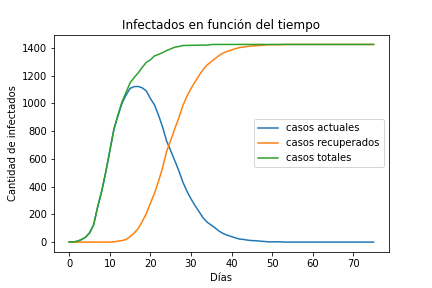 Infectados en función del tiempo
Cantidad de infectados
1400
1200
1000
800
600
400
200
0
casos actuales
casos recuperados
casos totales
0 10 20 30 40 50 60 70
Días